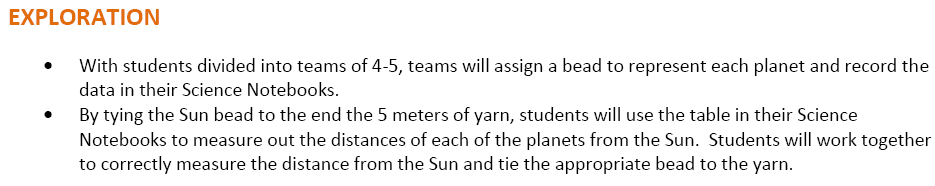 EXPLORATION
• With students divided into teams of 4-5, teams will assign a bead to represent each planet and record the
data in their Science Notebooks.
• By tying the Sun bead to the end the 5 meters of yarn, students will use the table in their Science
Notebooks to measure out the distances of each of the planets from the Sun.  Students will work together
to correctly measure the distance from the Sun and tie the appropriate bead to the yarn.